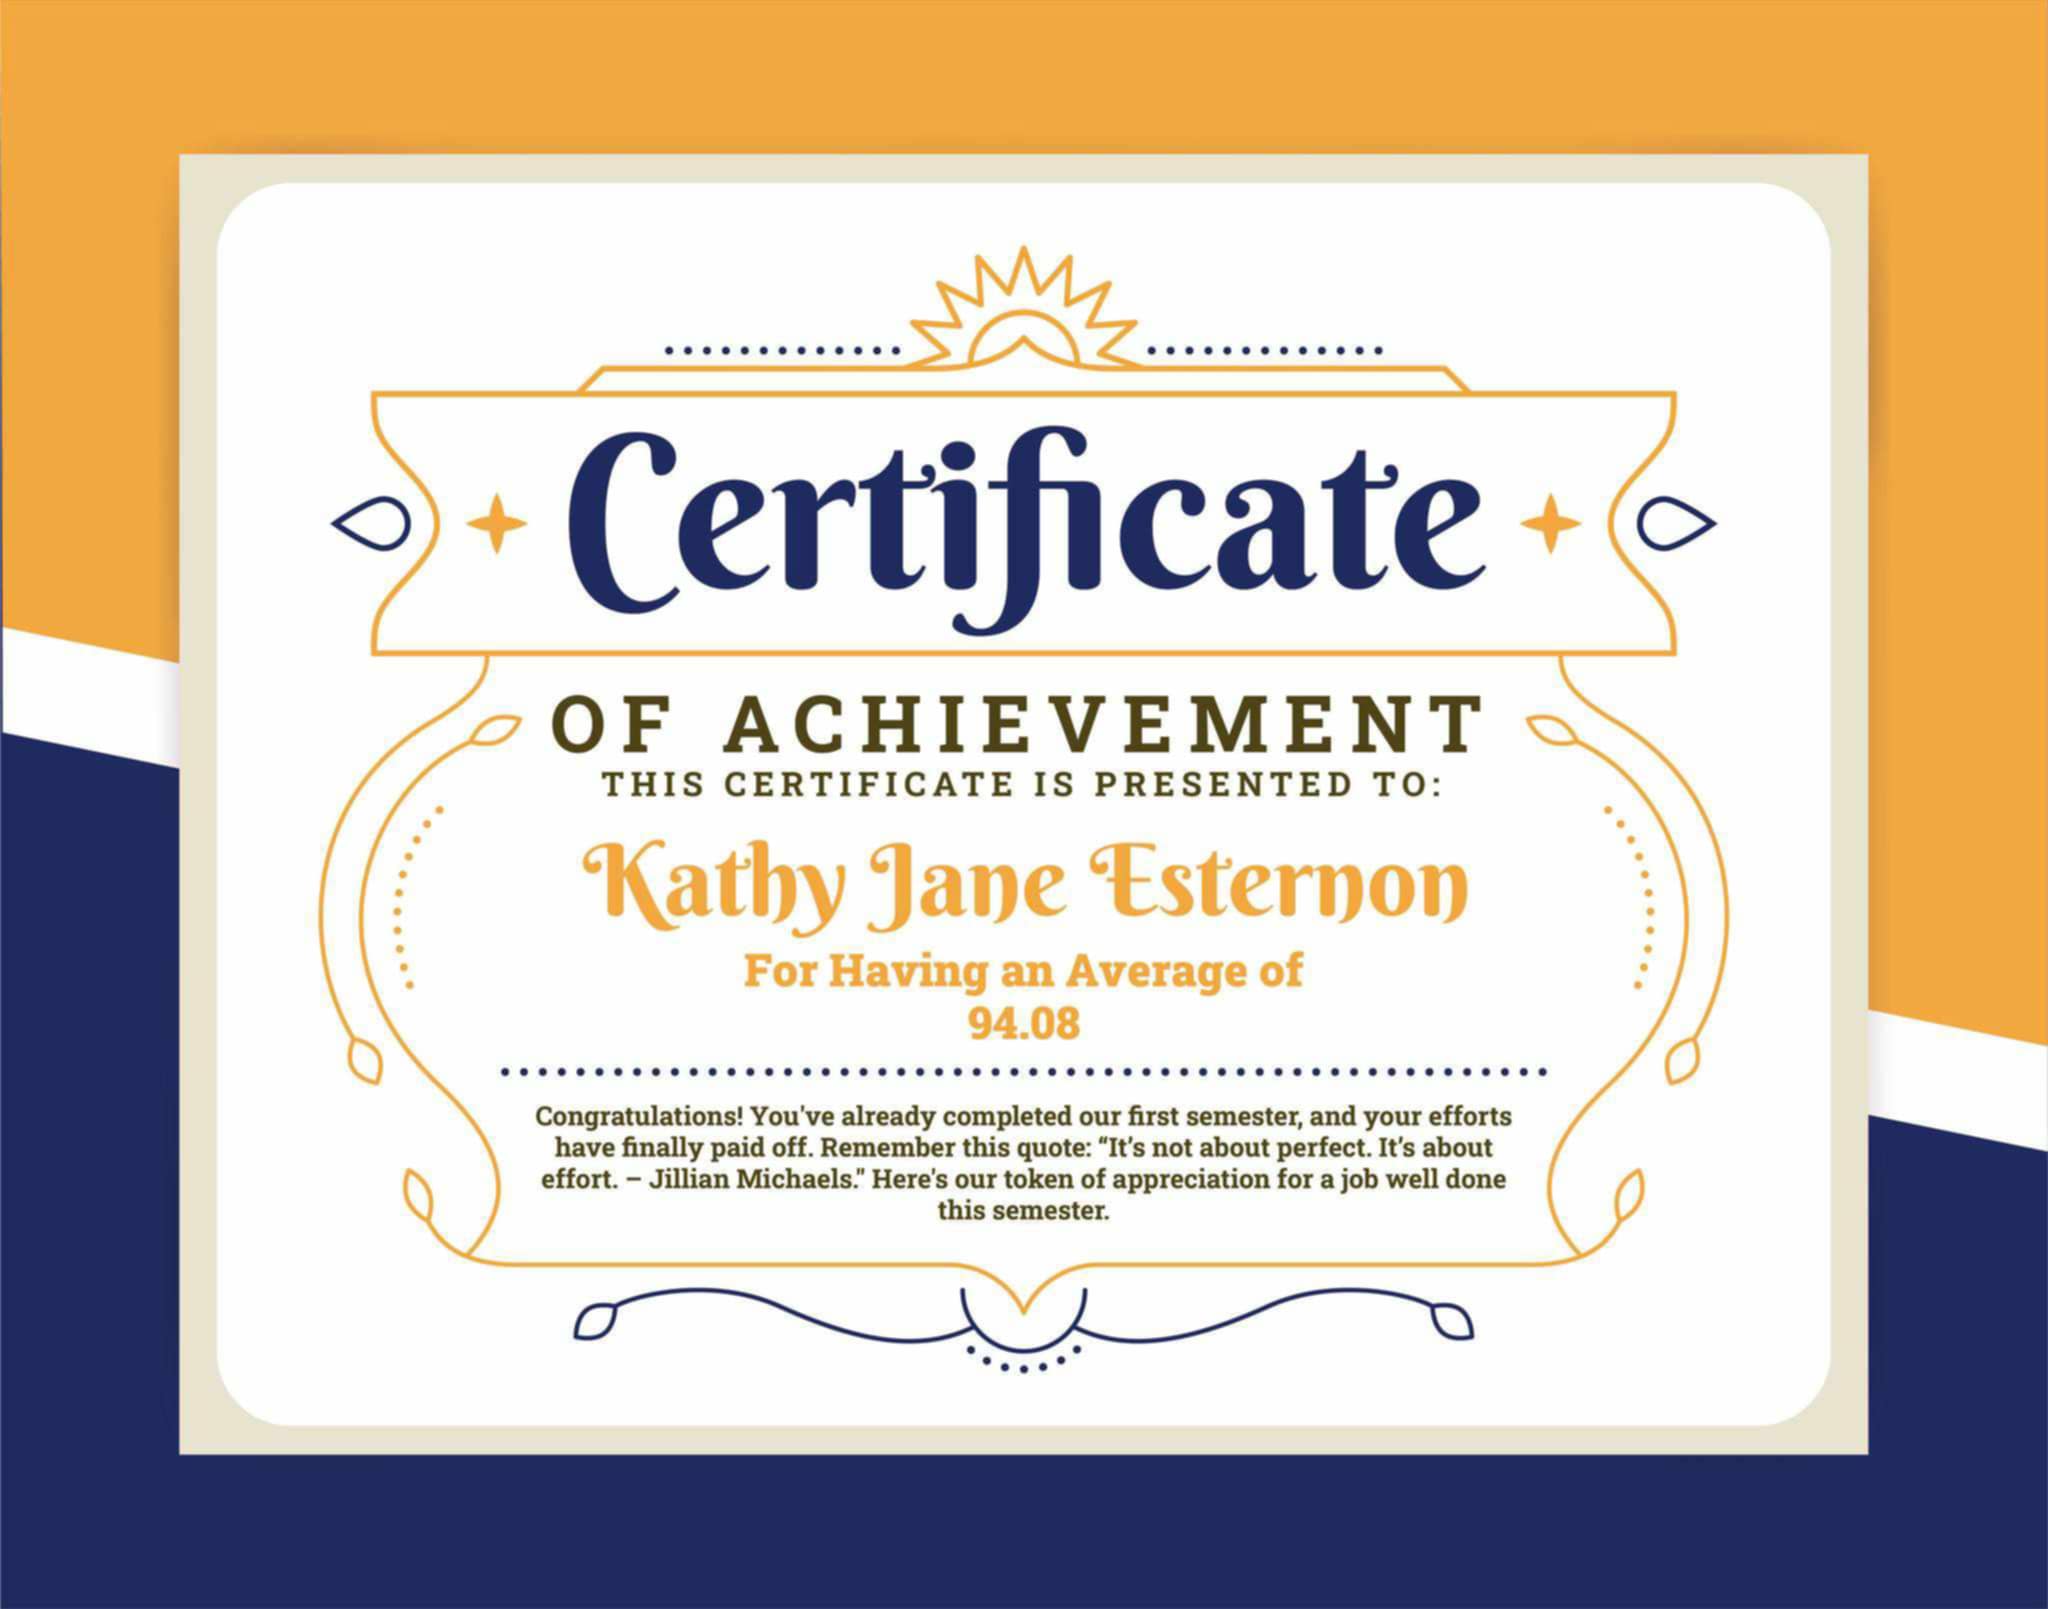 Certificate
OF ACHIEVEMENT
THIS CERTIFICATE IS PRESENTED TO:
Kathy Jane Esternon
For Having an Average of
94.08
Congratulations! You've already completed our first semester, and your efforts
have finally paid off. Remember this quote: “It’s not about perfect. It’s about
effort. – Jillian Michaels." Here's our token of appreciation for a job well done
this semester.